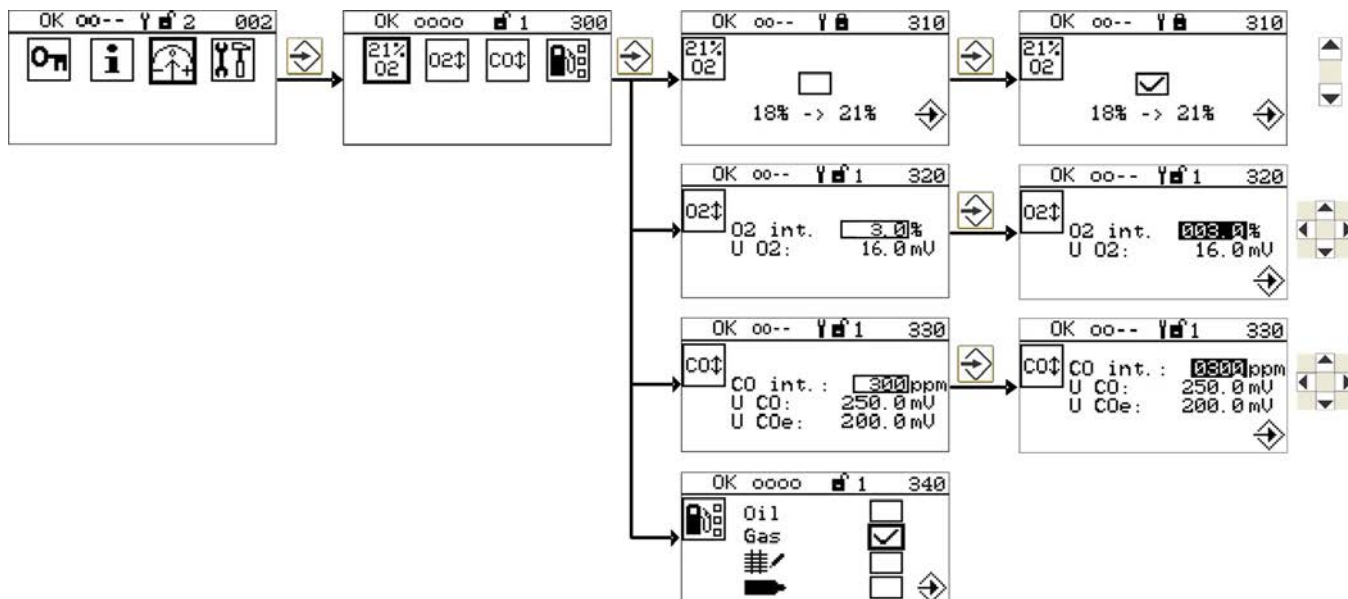 OK oo-- 2 002
i
OK oooo 1 300
21%
O2
O2
CO
OK oo-- 310
21%
O2
18% -> 21%
OK oo-- 310
21%
O2
18% -> 21%
OK oo-- 1 320
O2
O2 int. 3.0%
U O2: 16.0mV
OK oo-- 1 320
O2
O2 int. 003.0%
U O2: 16.0mV
OK oo-- 1 330
CO
CO int.: 300ppm
U CO: 250.0mV
U COe: 200.0mV
OK oo-- 1 330
CO
CO int.: 0300ppm
U CO: 250.0mV
U COe: 200.0mV
OK oooo 1 340
Oil
Gas